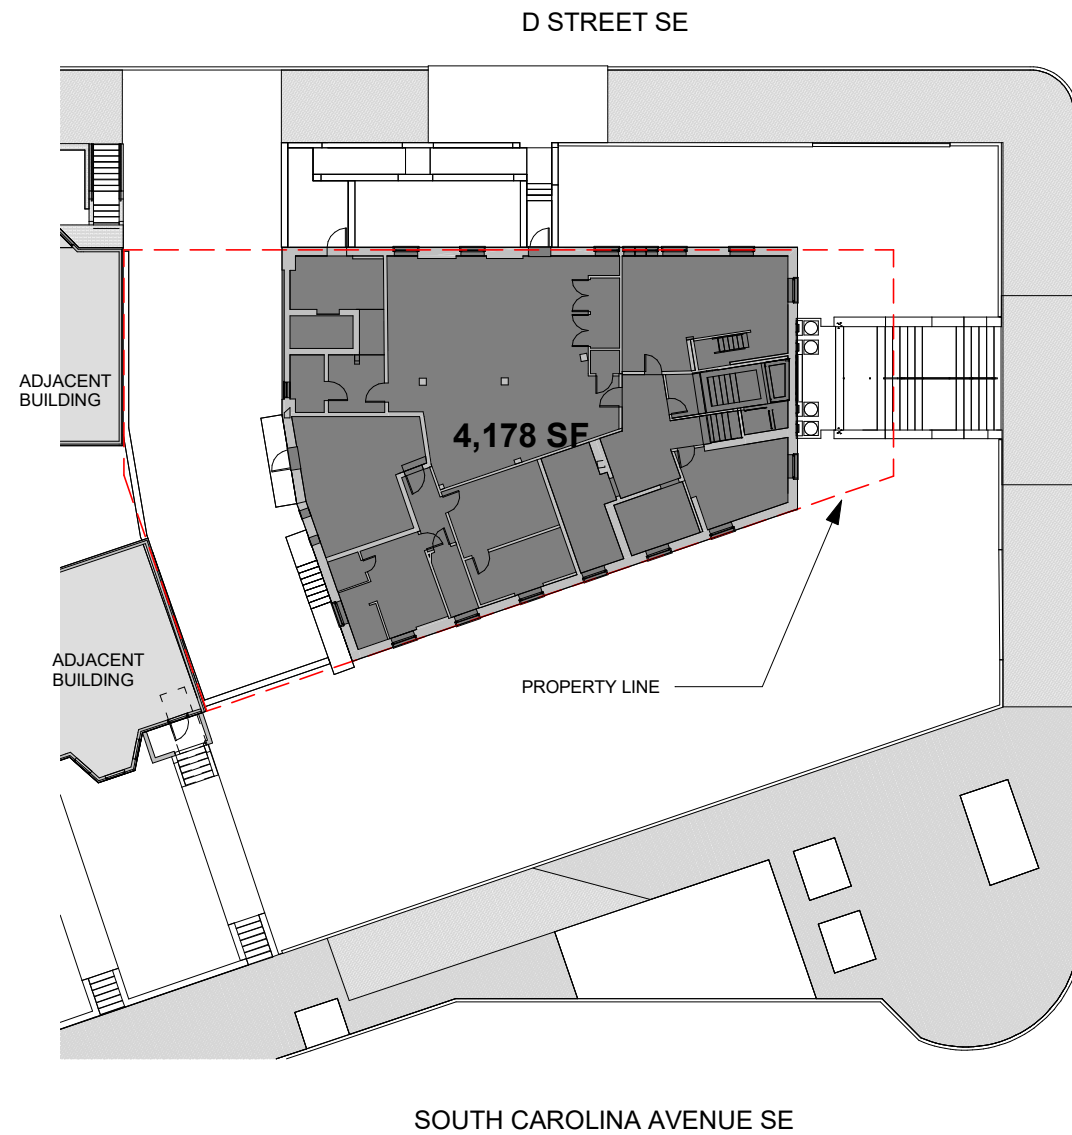 D STREET SE
ADJACENT
BUILDING
4,178 SF
ADJACENT
BUILDING
PROPERTY LINE
SOUTH CAROLINA AVENUE SE